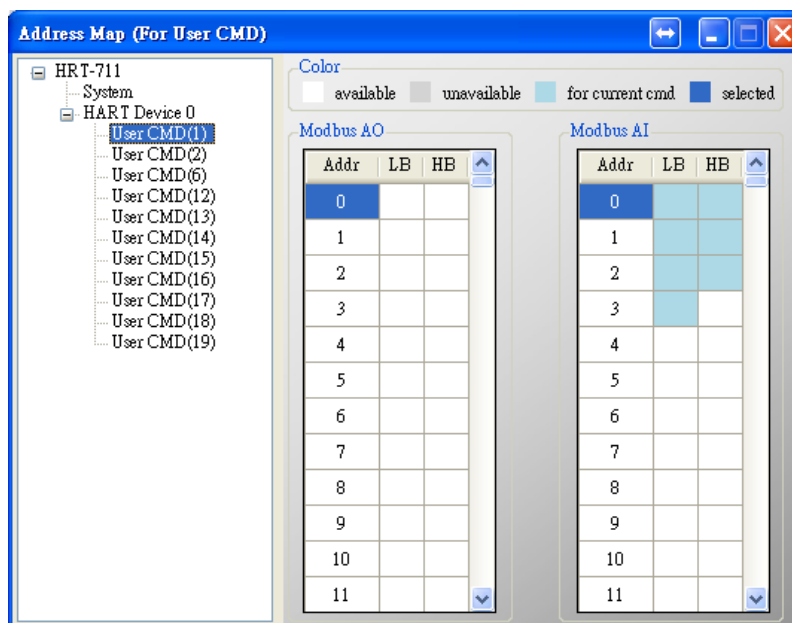 Address Map (For User CMD)
HRT-711
System
HART Device 0
User CMD(1)
User CMD(2)
User CMD(6)
User CMD(12)
User CMD(13)
User CMD(14)
User CMD(15)
User CMD(16)
User CMD(17)
User CMD(18)
User CMD(19)
Color
available unavailable for current cmd selected
Modbus AO
Addr LB HB
0
1
2
3
4
5
6
7
8
9
10
11
Modbus AI
Addr LB HB
0
1
2
3
4
5
6
7
8
9
10
11